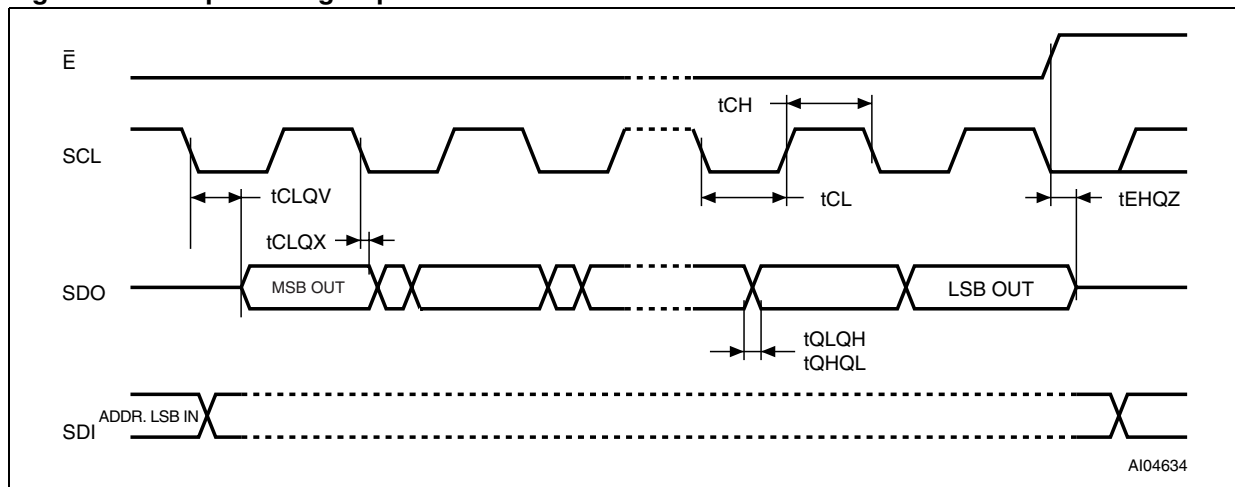 Ē
tCH
SCL
tCLQV
tCL
tEHQZ
tCLQX
SDO
MSB OUT
LSB OUT
tQLQH
tQHQL
ADDR. LSB IN
SDI
AI04634